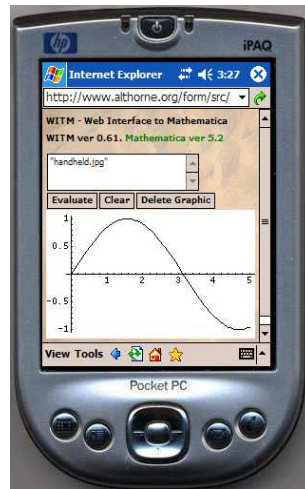 hp
iPAQ
Internet Explorer 3:27
http://www.althorne.org/form/src/
WITM - Web Interface to Mathematica
WITM ver 0.61. Mathematica ver 5.2
"handheld.jpg"
Evaluate Clear Delete Graphic
1
0.5
1 2 3 4 5
-0.5
-1
View Tools
Pocket PC